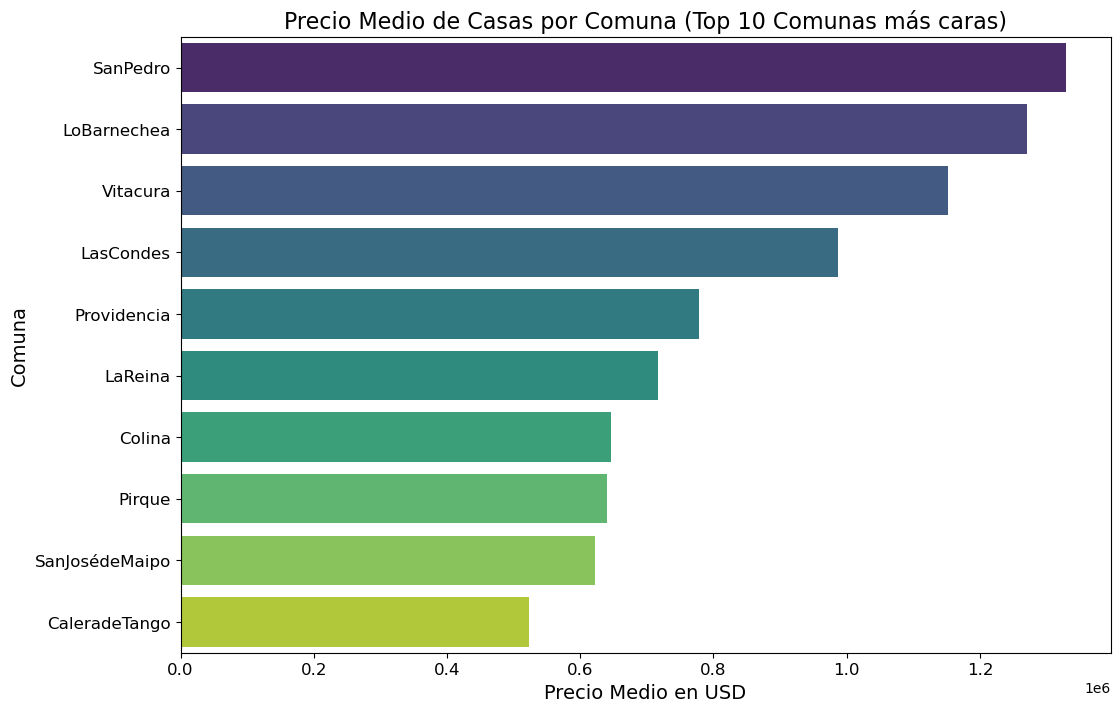 Precio Medio de Casas por Comuna (Top 10 Comunas más caras)
SanPedro
LoBarnechea
Vitacura
LasCondes
Providencia
LaReina
Colina
Pirque
SanJosédeMaipo
CaleradeTango
Comuna
0.0 0.2 0.4 0.6 0.8 1.0 1.2
1e6
Precio Medio en USD